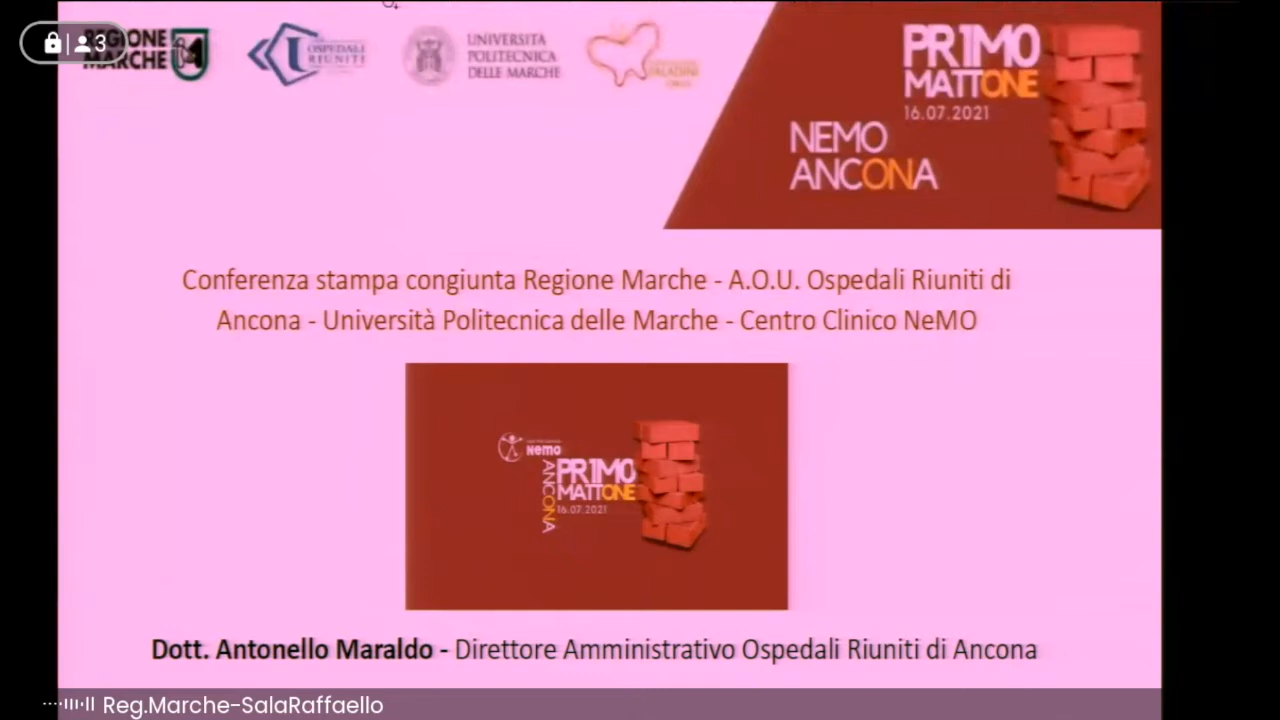 3
REGIONE
MARCHE
OSPEDALI
RIUNITI
UNIVERSITÀ
POLITECNICA
DELLE MARCHE
PALADINI
PR1MO
MATTONE
16.07.2021
NEMO
ANCONA
Conferenza stampa congiunta Regione Marche - A.O.U. Ospedali Riuniti di
Ancona - Università Politecnica delle Marche - Centro Clinico NeMO
Nemo
ANCONA
PR1MO
MATTONE
16.07.2021
Dott. Antonello Maraldo - Direttore Amministrativo Ospedali Riuniti di Ancona
Reg.Marche-SalaRaffaello